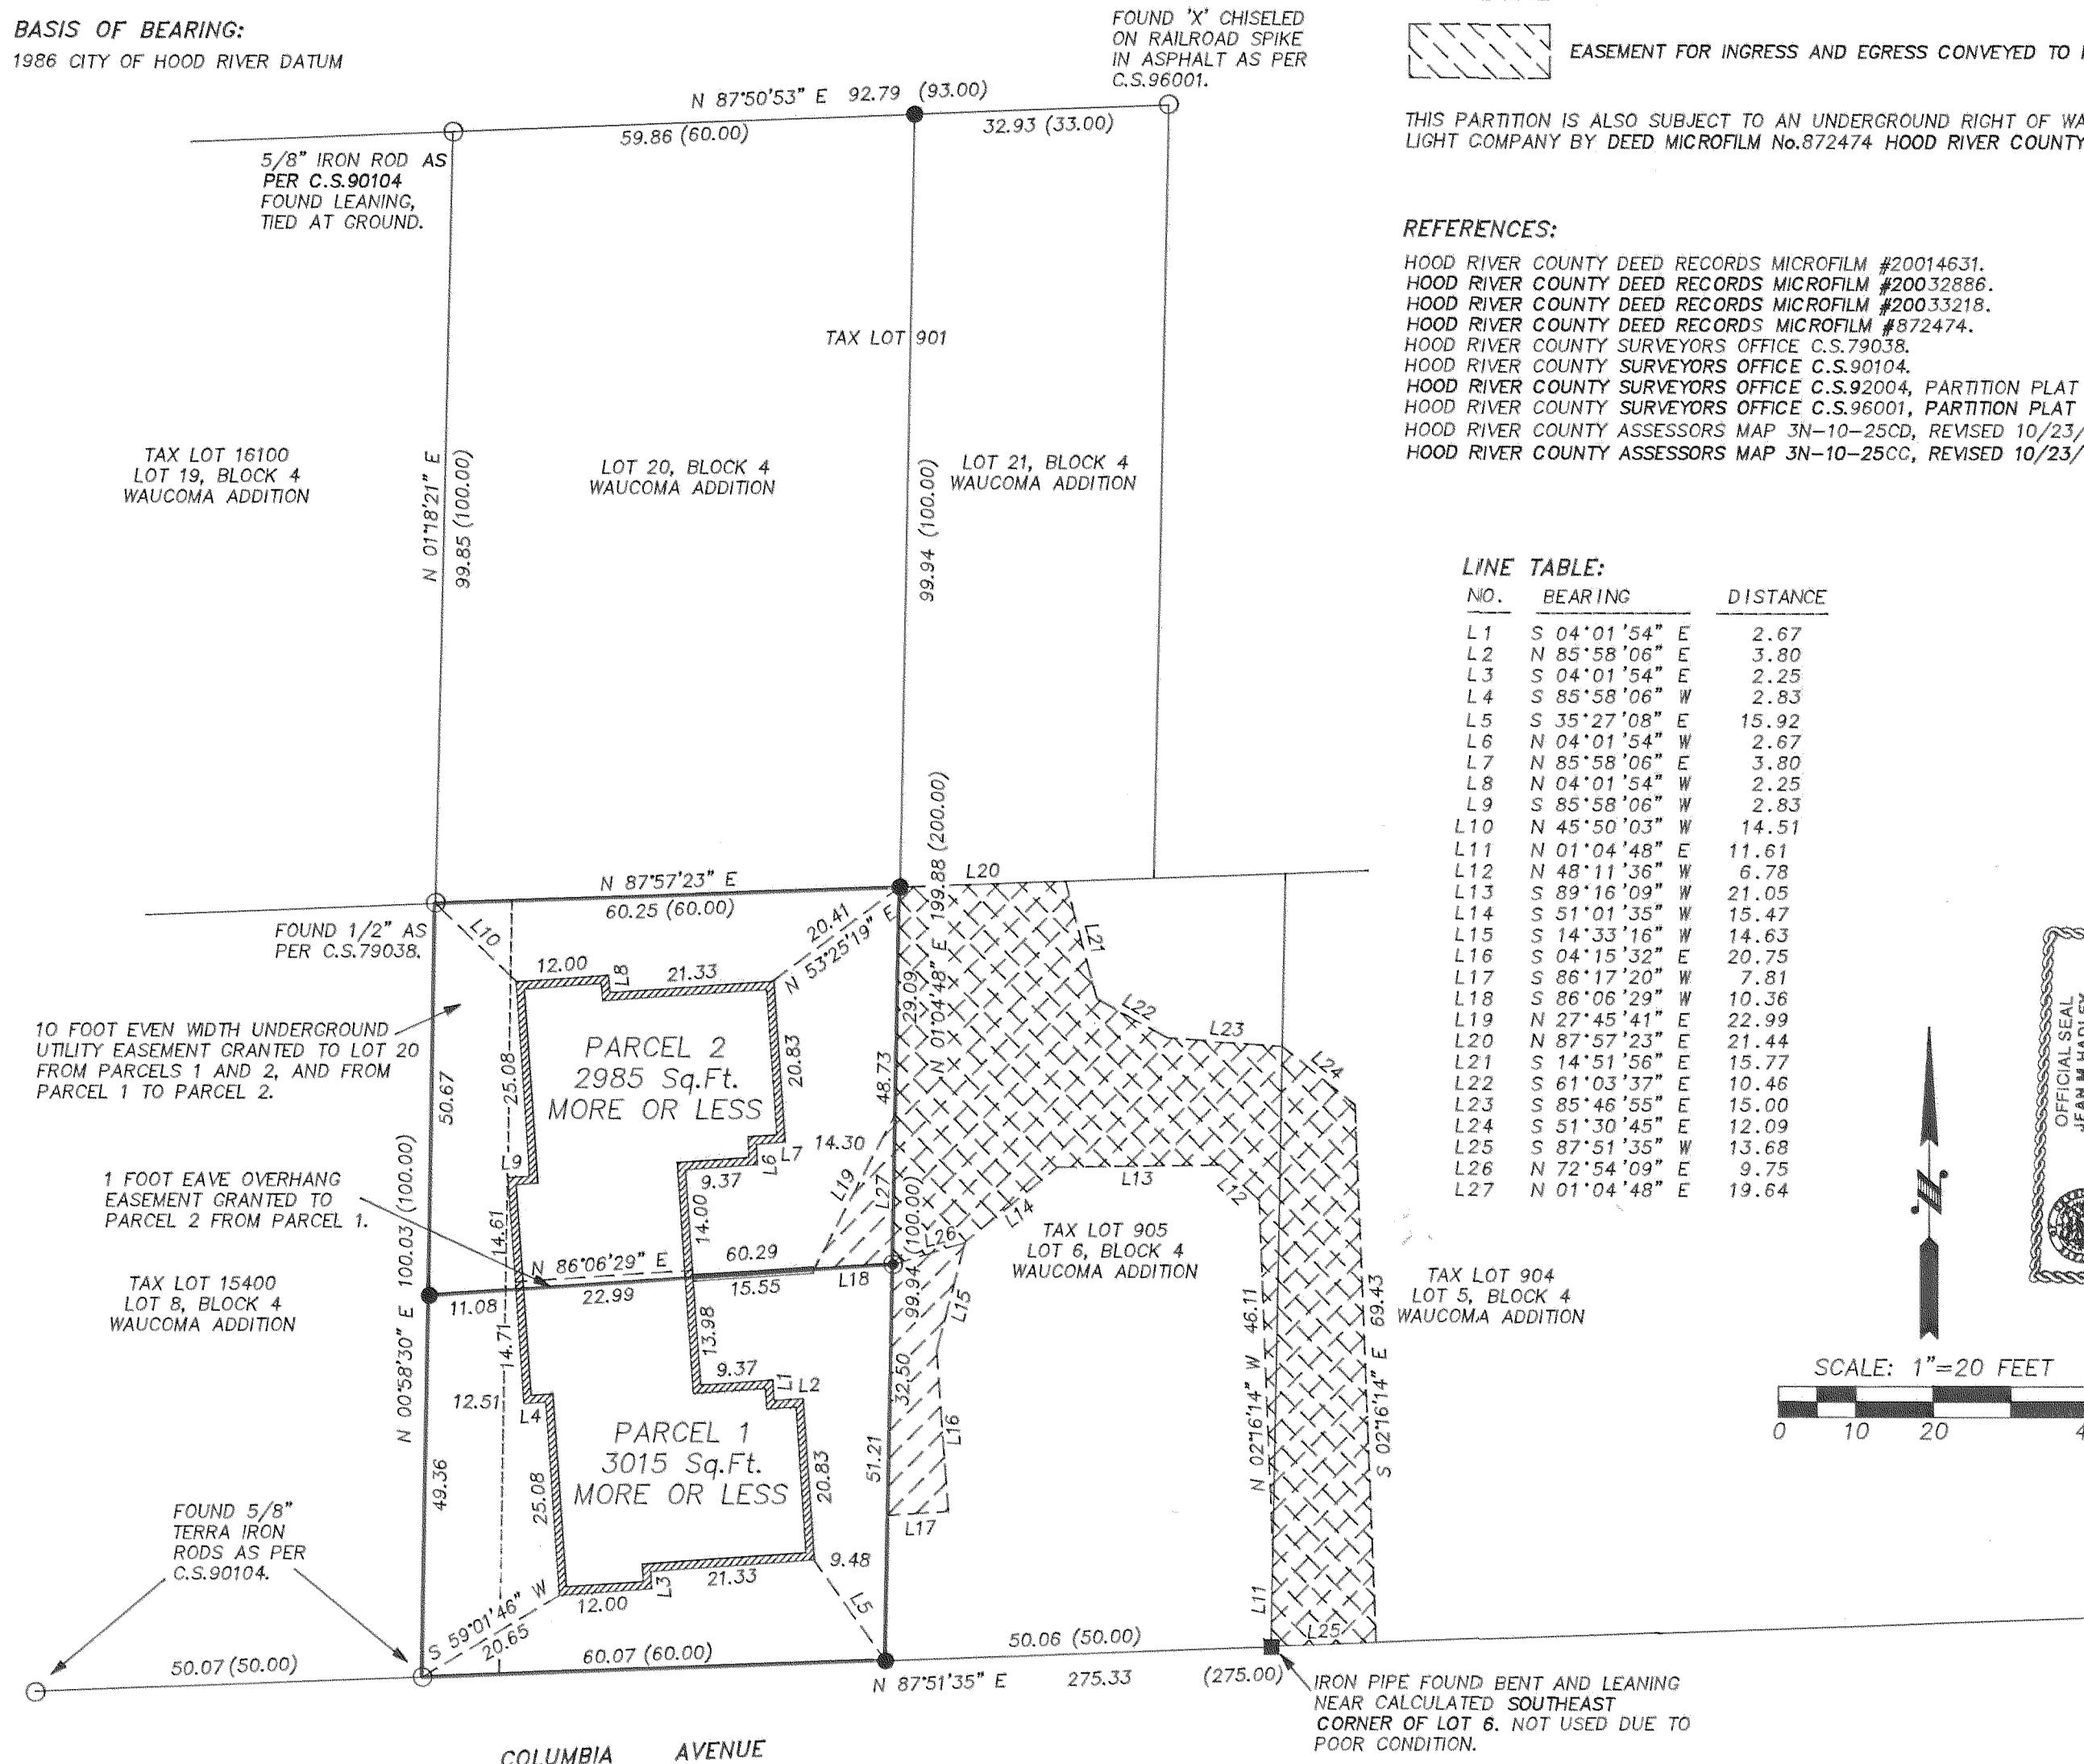 BASIS OF BEARING:
1986 CITY OF HOOD RIVER DATUM
FOUND 'X' CHISELED
ON RAILROAD SPIKE
IN ASPHALT AS PER
C.S.96001.
N 87°50'53" E 92.79 (93.00)
59.86 (60.00)
32.93 (33.00)
5/8" IRON ROD AS
PER C.S.90104
FOUND LEANING,
TIED AT GROUND.
EASEMENT FOR INGRESS AND EGRESS CONVEYED TO
THIS PARTITION IS ALSO SUBJECT TO AN UNDERGROUND RIGHT OF WA
LIGHT COMPANY BY DEED MICROFILM No.872474 HOOD RIVER COUNTY
REFERENCES:
HOOD RIVER COUNTY DEED RECORDS MICROFILM #20014631.
HOOD RIVER COUNTY DEED RECORDS MICROFILM #20032886.
HOOD RIVER COUNTY DEED RECORDS MICROFILM #20033218.
HOOD RIVER COUNTY DEED RECORDS MICROFILM #872474.
HOOD RIVER COUNTY SURVEYORS OFFICE C.S.79038.
HOOD RIVER COUNTY SURVEYORS OFFICE C.S.90104.
HOOD RIVER COUNTY SURVEYORS OFFICE C.S.92004, PARTITION PLAT
HOOD RIVER COUNTY SURVEYORS OFFICE C.S.96001, PARTITION PLAT
HOOD RIVER COUNTY ASSESSORS MAP 3N-10-25CD, REVISED 10/23/
HOOD RIVER COUNTY ASSESSORS MAP 3N-10-25CC, REVISED 10/23/
TAX LOT 901
TAX LOT 16100
LOT 19, BLOCK 4
WAUCOMA ADDITION
N 01°18'21" E
99.85 (100.00)
LOT 20, BLOCK 4
WAUCOMA ADDITION
99.94 (100.00)
LOT 21, BLOCK 4
WAUCOMA ADDITION
LINE TABLE:
NO. BEARING DISTANCE
L1 S 04°01'54" E 2.67
L2 N 85°58'06" E 3.80
L3 S 04°01'54" E 2.25
L4 S 85°58'06" W 2.83
L5 S 35°27'08" E 15.92
L6 N 04°01'54" W 2.67
L7 N 85°58'06" E 3.80
L8 N 04°01'54" W 2.25
L9 S 85°58'06" W 2.83
L10 N 45°50'03" W 14.51
L11 N 01°04'48" E 11.61
L12 N 48°11'36" W 6.78
L13 S 89°16'09" W 21.05
L14 S 51°01'35" W 15.47
L15 S 14°33'16" W 14.63
L16 S 04°15'32" E 20.75
L17 S 86°17'20" W 7.81
L18 S 86°06'29" W 10.36
L19 N 27°45'41" E 22.99
L20 N 87°57'23" E 21.44
L21 S 14°51'56" E 15.77
L22 S 61°03'37" E 10.46
L23 S 85°46'55" E 15.00
L24 S 51°30'45" E 12.09
L25 S 87°51'35" W 13.68
L26 N 72°54'09" E 9.75
L27 N 01°04'48" E 19.64
N 87°57'23" E
60.25 (60.00)
L20
FOUND 1/2" AS
PER C.S.79038.
L10
20.41
N 53°25'19" E
N 01°04'48" E 199.88 (200.00)
29.09
48.73
L21
L22
L23
L24
12.00
L8
21.33
10 FOOT EVEN WIDTH UNDERGROUND
UTILITY EASEMENT GRANTED TO LOT 20
FROM PARCELS 1 AND 2, AND FROM
PARCEL 1 TO PARCEL 2.
50.67
25.08
PARCEL 2
2985 Sq.Ft.
MORE OR LESS
20.83
L7
14.30
L6
9.37
L9
L19
L27
L13
L12
L14
1 FOOT EAVE OVERHANG
EASEMENT GRANTED TO
PARCEL 2 FROM PARCEL 1.
14.61
14.00
N 86°06'29" E
60.29
L18
L26
11.08
22.99
15.55
TAX LOT 905
LOT 6, BLOCK 4
WAUCOMA ADDITION
TAX LOT 15400
LOT 8, BLOCK 4
WAUCOMA ADDITION
N 00°58'30" E 100.03 (100.00)
14.71
13.98
99.94 (100.00)
L15
TAX LOT 904
LOT 5, BLOCK 4
WAUCOMA ADDITION
9.37
L1
L2
32.50
12.51
L4
L16
N 02°16'14" W 46.11
S 02°16'14" E 69.43
PARCEL 1
3015 Sq.Ft.
MORE OR LESS
49.36
25.08
20.83
51.21
L17
SCALE: 1"=20 FEET
0 10 20 4
OFFICIAL SEAL
JEAN M HADLEY
FOUND 5/8"
TERRA IRON
RODS AS PER
C.S.90104.
12.00
L3
21.33
9.48
L5
L11
L25
S 59°01'46" W
20.65
50.07 (50.00)
60.07 (60.00)
50.06 (50.00)
N 87°51'35" E 275.33 (275.00)
IRON PIPE FOUND BENT AND LEANING
NEAR CALCULATED SOUTHEAST
CORNER OF LOT 6. NOT USED DUE TO
POOR CONDITION.
COLUMBIA AVENUE